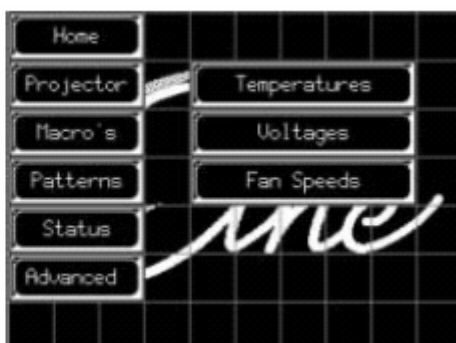 Home
Projector
Macro's
Patterns
Status
Advanced
Temperatures
Voltages
Fan Speeds